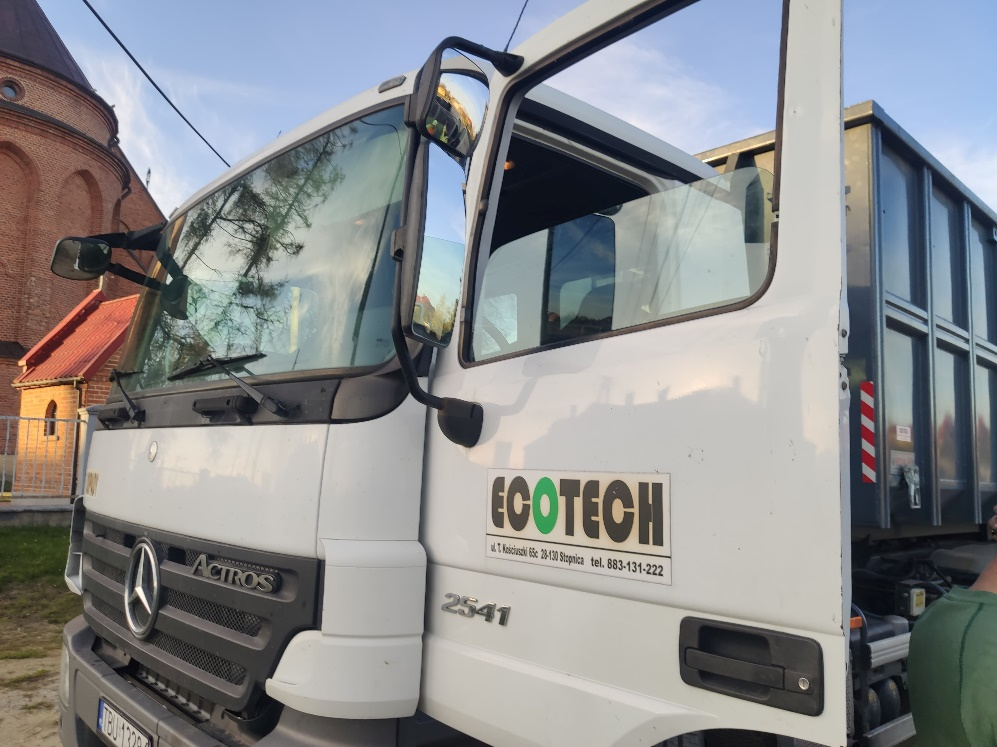 ECOTECH
ul. T. Kościuszki 65c 28-130 Stopnica tel. 883-131-222
ACTROS
2541